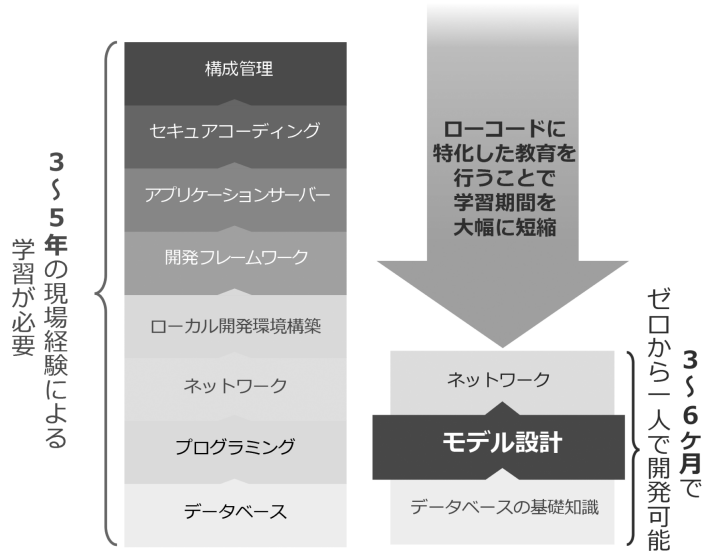 3〜5年の現場経験による
学習が必要
構成管理
セキュアコーディング
アプリケーションサーバー
開発フレームワーク
ローカル開発環境構築
ネットワーク
プログラミング
データベース
ローコードに
特化した教育を
行うことで
学習期間を
大幅に短縮
ネットワーク
モデル設計
データベースの基礎知識
3〜6ケ月で
ゼロから一人で開発可能